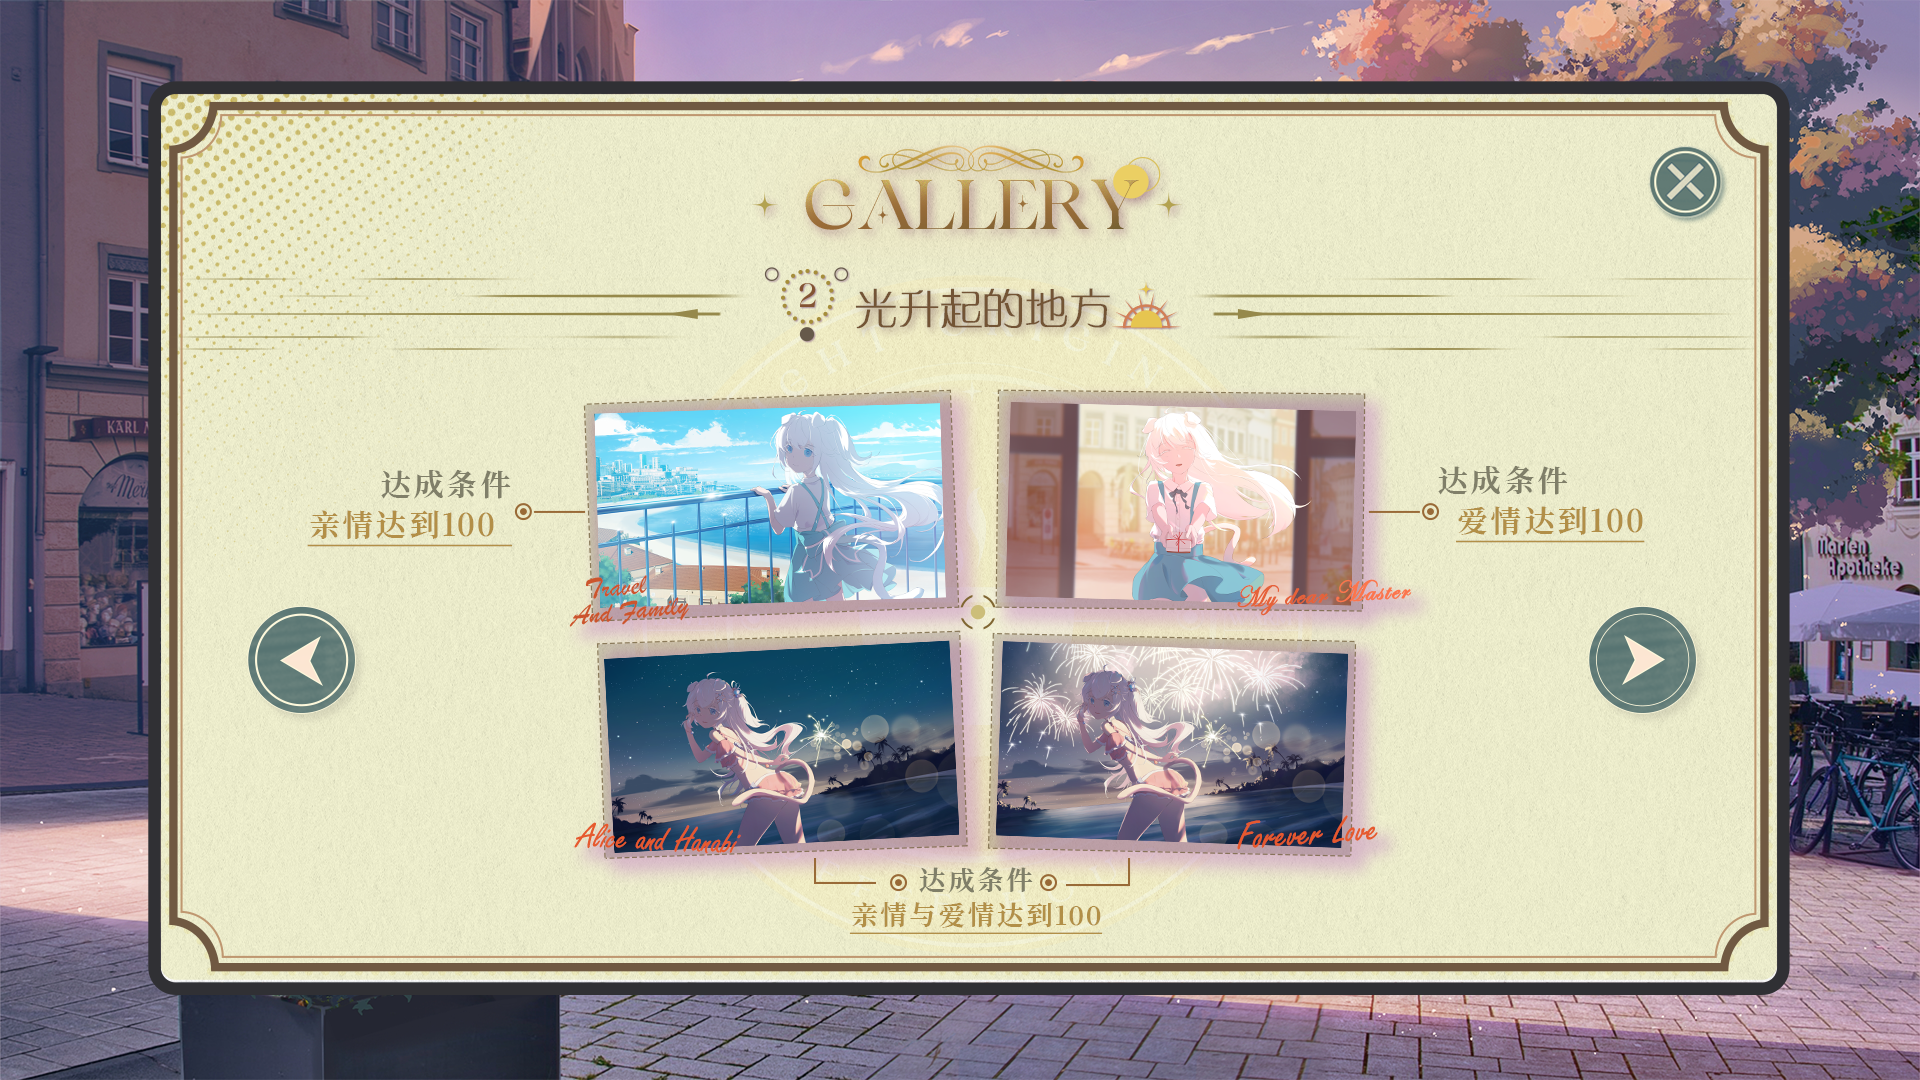 GALLERY
2
光升起的地方
达成条件
亲情达到100
达成条件
爱情达到100
Travel
And Family
My dear Master
Alice and Hanabi
Forever Love
达成条件
亲情与爱情达到100
KARL
Marien
Apotheke